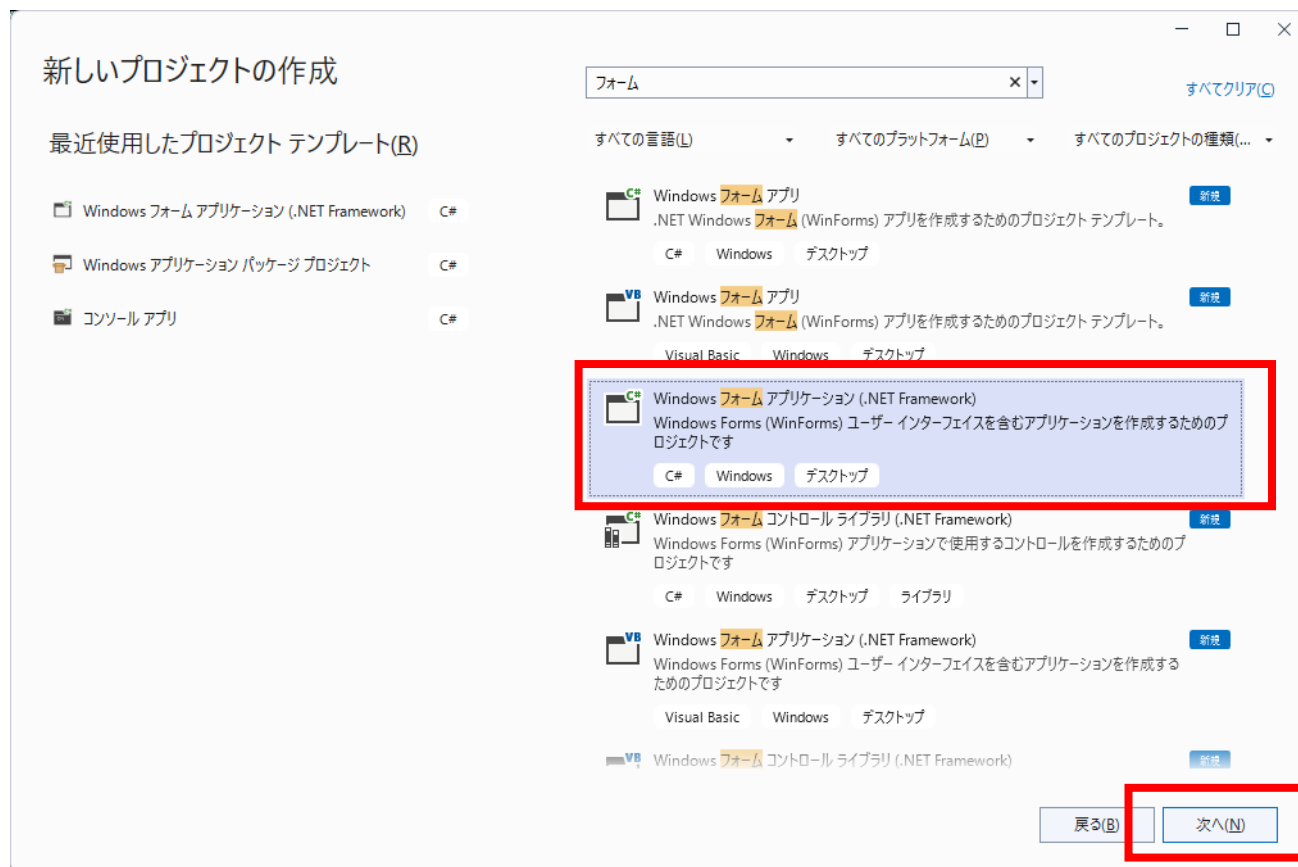 新しいプロジェクトの作成
フォーム
すべてクリア(C)
最近使用したプロジェクト テンプレート(R)
すべての言語(L)
すべてのプラットフォーム(P)
すべてのプロジェクトの種類(...
Windows フォーム アプリケーション (.NET Framework)
C#
Windows アプリケーション パッケージ プロジェクト
C#
コンソール アプリ
C#
C#
Windows フォーム アプリ
新規
.NET Windows フォーム (WinForms) アプリを作成するためのプロジェクト テンプレート。
C# Windows デスクトップ
VB
Windows フォーム アプリ
新規
.NET Windows フォーム (WinForms) アプリを作成するためのプロジェクト テンプレート。
Visual Basic Windows デスクトップ
C#
Windows フォーム アプリケーション (.NET Framework)
Windows Forms (WinForms) ユーザー インターフェイスを含むアプリケーションを作成するためのプ
ロジェクトです
C# Windows デスクトップ
C#
Windows フォーム コントロール ライブラリ (.NET Framework)
新規
Windows Forms (WinForms) アプリケーションで使用するコントロールを作成するためのプ
ロジェクトです
C# Windows デスクトップ ライブラリ
VB
Windows フォーム アプリケーション (.NET Framework)
新規
Windows Forms (WinForms) ユーザー インターフェイスを含むアプリケーションを作成する
ためのプロジェクトです
Visual Basic Windows デスクトップ
VB
Windows フォーム コントロール ライブラリ (.NET Framework)
新規
戻る(B)
次へ(N)